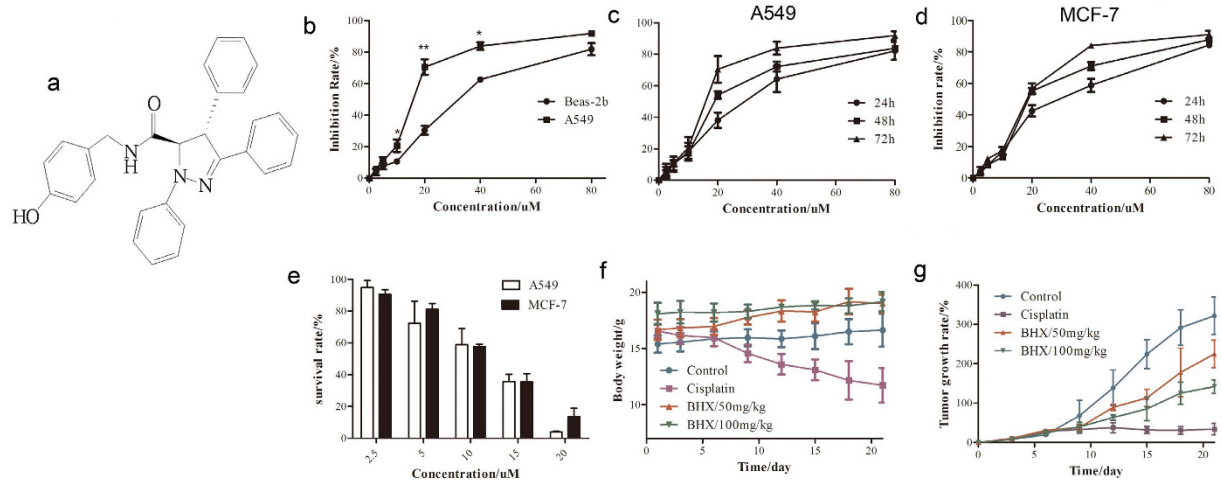 a
O
N
H
N
N
HO
b
Inhibition Rate/%
100
80
60
40
20
0
**
*
*
Beas-2b
A549
0
20
40
60
80
Concentration/uM
c
A549
Inhibition Rate/%
100
80
60
40
20
0
24h
48h
72h
0
20
40
60
80
Concentration/uM
d
MCF-7
Inhibition rate/%
100
80
60
40
20
0
24h
48h
72h
0
20
40
60
80
Concentration/uM
e
survival rate/%
100
80
60
40
20
0
A549
MCF-7
2.5
5
10
15
20
Concentration/uM
f
Body weight/g
20
15
10
Control
Cisplatin
BHX/50mg/kg
BHX/100mg/kg
0
5
10
15
20
Time/day
g
Tumor growth rate/%
400
300
200
100
0
Control
Cisplatin
BHX/50mg/kg
BHX/100mg/kg
0
5
10
15
20
Time/day